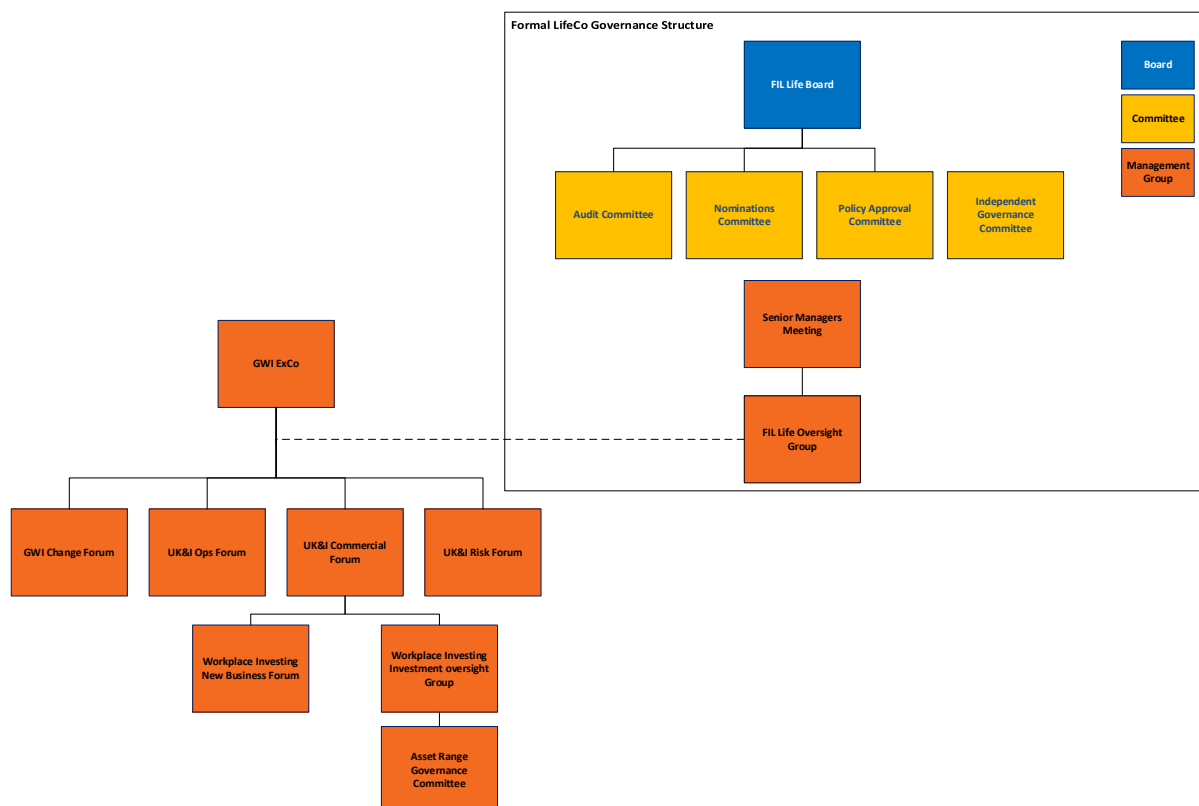 Formal LifeCo Governance Structure
FIL Life Board
Board
Committee
Management
Group
Audit Committee
Nominations
Committee
Policy Approval
Committee
Independent
Governance
Committee
Senior Managers
Meeting
GWI ExCo
FIL Life Oversight
Group
GWI Change Forum
UK&I Ops Forum
UK&I Commercial
Forum
UK&I Risk Forum
Workplace Investing
New Business Forum
Workplace Investing
Investment oversight
Group
Asset Range
Governance
Committee